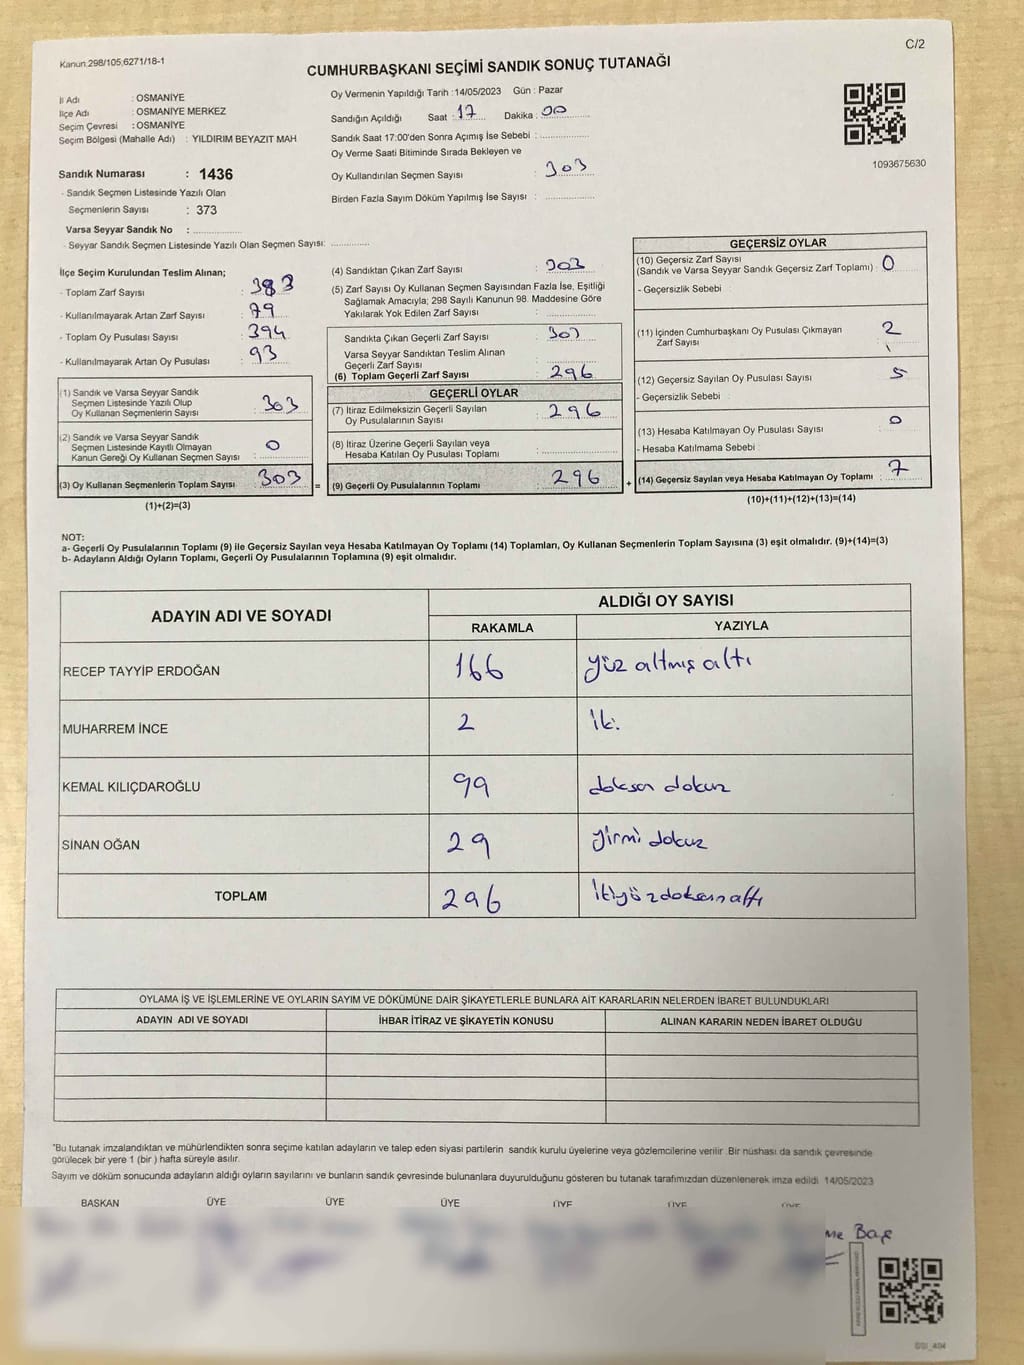 C/2
Kanun:298/105;6271/18-1
CUMHURBAŞKANI SEÇİMİ SANDIK SONUÇ TUTANAĞI
İl Adı : OSMANİYE
İlçe Adı : OSMANİYE MERKEZ
Seçim Çevresi : OSMANİYE
Seçim Bölgesi (Mahalle Adı) : YILDIRIM BEYAZIT MAH
Oy Vermenin Yapıldığı Tarih :14/05/2023 Gün : Pazar
Sandığın Açıldığı Saat : 17 Dakika : 00
Sandık Saat 17:00'den Sonra Açımış İse Sebebi :
Oy Verme Saati Bitiminde Sırada Bekleyen ve
Oy Kullandırılan Seçmen Sayısı : 303
Birden Fazla Sayım Döküm Yapılmış İse Sayısı :
1093675630
Sandık Numarası : 1436
- Sandık Seçmen Listesinde Yazılı Olan
Seçmenlerin Sayısı : 373
Varsa Seyyar Sandık No :
- Seyyar Sandık Seçmen Listesinde Yazılı Olan Seçmen Sayısı:
İlçe Seçim Kurulundan Teslim Alınan;
- Toplam Zarf Sayısı : 383
- Kullanılmayarak Artan Zarf Sayısı : 79
- Toplam Oy Pusulası Sayısı : 394
- Kullanılmayarak Artan Oy Pusulası : 93
(1) Sandık ve Varsa Seyyar Sandık
Seçmen Listesinde Yazılı Olup
Oy Kullanan Seçmenlerin Sayısı : 303
(2) Sandık ve Varsa Seyyar Sandık
Seçmen Listesinde Kayıtlı Olmayan
Kanun Gereği Oy Kullanan Seçmen Sayısı : 0
(3) Oy Kullanan Seçmenlerin Toplam Sayısı : 303 =
(1)+(2)=(3)
(4) Sandıktan Çıkan Zarf Sayısı : 303
(5) Zarf Sayısı Oy Kullanan Seçmen Sayısından Fazla İse, Eşitliği
Sağlamak Amacıyla; 298 Sayılı Kanunun 98. Maddesine Göre
Yakılarak Yok Edilen Zarf Sayısı :
Sandıkta Çıkan Geçerli Zarf Sayısı : 303
Varsa Seyyar Sandıktan Teslim Alınan
Geçerli Zarf Sayısı :
(6) Toplam Geçerli Zarf Sayısı : 296
GEÇERLİ OYLAR
(7) İtiraz Edilmeksizin Geçerli Sayılan
Oy Pusulalarının Sayısı : 296
(8) İtiraz Üzerine Geçerli Sayılan veya
Hesaba Katılan Oy Pusulası Toplamı :
(9) Geçerli Oy Pusulalarının Toplamı : 296 +
GEÇERSİZ OYLAR
(10) Geçersiz Zarf Sayısı
(Sandık ve Varsa Seyyar Sandık Geçersiz Zarf Toplamı) : 0
- Geçersizlik Sebebi :
(11) İçinden Cumhurbaşkanı Oy Pusulası Çıkmayan
Zarf Sayısı : 2
(12) Geçersiz Sayılan Oy Pusulası Sayısı : 5
- Geçersizlik Sebebi :
(13) Hesaba Katılmayan Oy Pusulası Sayısı : 0
- Hesaba Katılmama Sebebi :
(14) Geçersiz Sayılan veya Hesaba Katılmayan Oy Toplamı : 7
(10)+(11)+(12)+(13)=(14)
NOT:
a- Geçerli Oy Pusulalarının Toplamı (9) ile Geçersiz Sayılan veya Hesaba Katılmayan Oy Toplamı (14) Toplamları, Oy Kullanan Seçmenlerin Toplam Sayısına (3) eşit olmalıdır. (9)+(14)=(3)
b- Adayların Aldığı Oyların Toplamı, Geçerli Oy Pusulalarının Toplamına (9) eşit olmalıdır.
ADAYIN ADI VE SOYADI ALDIĞI OY SAYISI
RAKAMLA YAZIYLA
RECEP TAYYİP ERDOĞAN 166 yüz altmış altı
MUHARREM İNCE 2 iki
KEMAL KILIÇDAROĞLU 99 doksan dokuz
SİNAN OĞAN 29 yirmi dokuz
TOPLAM 296 ikiyüzdoksanaltı
OYLAMA İŞ VE İŞLEMLERİNE VE OYLARIN SAYIM VE DÖKÜMÜNE DAİR ŞİKAYETLERLE BUNLARA AİT KARARLARIN NELERDEN İBARET BULUNDUKLARI
ADAYIN ADI VE SOYADI İHBAR İTİRAZ VE ŞİKAYETİN KONUSU ALINAN KARARIN NEDEN İBARET OLDUĞU
"Bu tutanak imzalandıktan ve mühürlendikten sonra seçime katılan adayların ve talep eden siyasi partilerin sandık kurulu üyelerine veya gözlemcilerine verilir .Bir nüshası da sandık çevresinde
görülecek bir yere 1 (bir ) hafta süreyle asılır.
Sayım ve döküm sonucunda adayların aldığı oyların sayılarını ve bunların sandık çevresinde bulunanlara duyurulduğunu gösteren bu tutanak tarafımızdan düzenlenerek imza edildi 14/05/2023
BAŞKAN ÜYE ÜYE ÜYE ÜYE ÜYE ÜYE